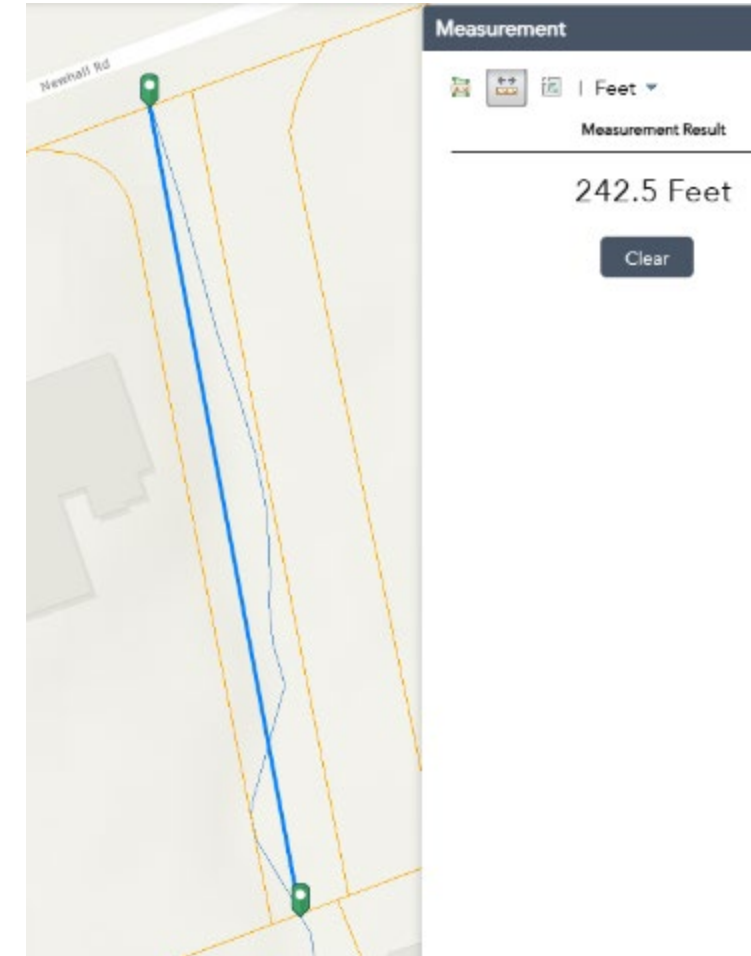 Newhall Rd
Measurement
| Feet
Measurement Result
242.5 Feet
Clear